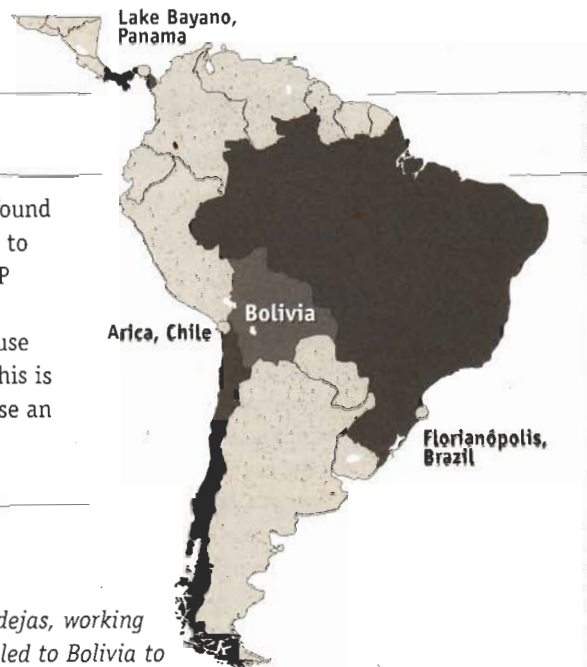 Lake Bayano,
Panama
ound
to
P
Bolivia
Arica, Chile
use
his is
se an
Florianópolis,
Brazil
dejas, working
led to Bolivia to